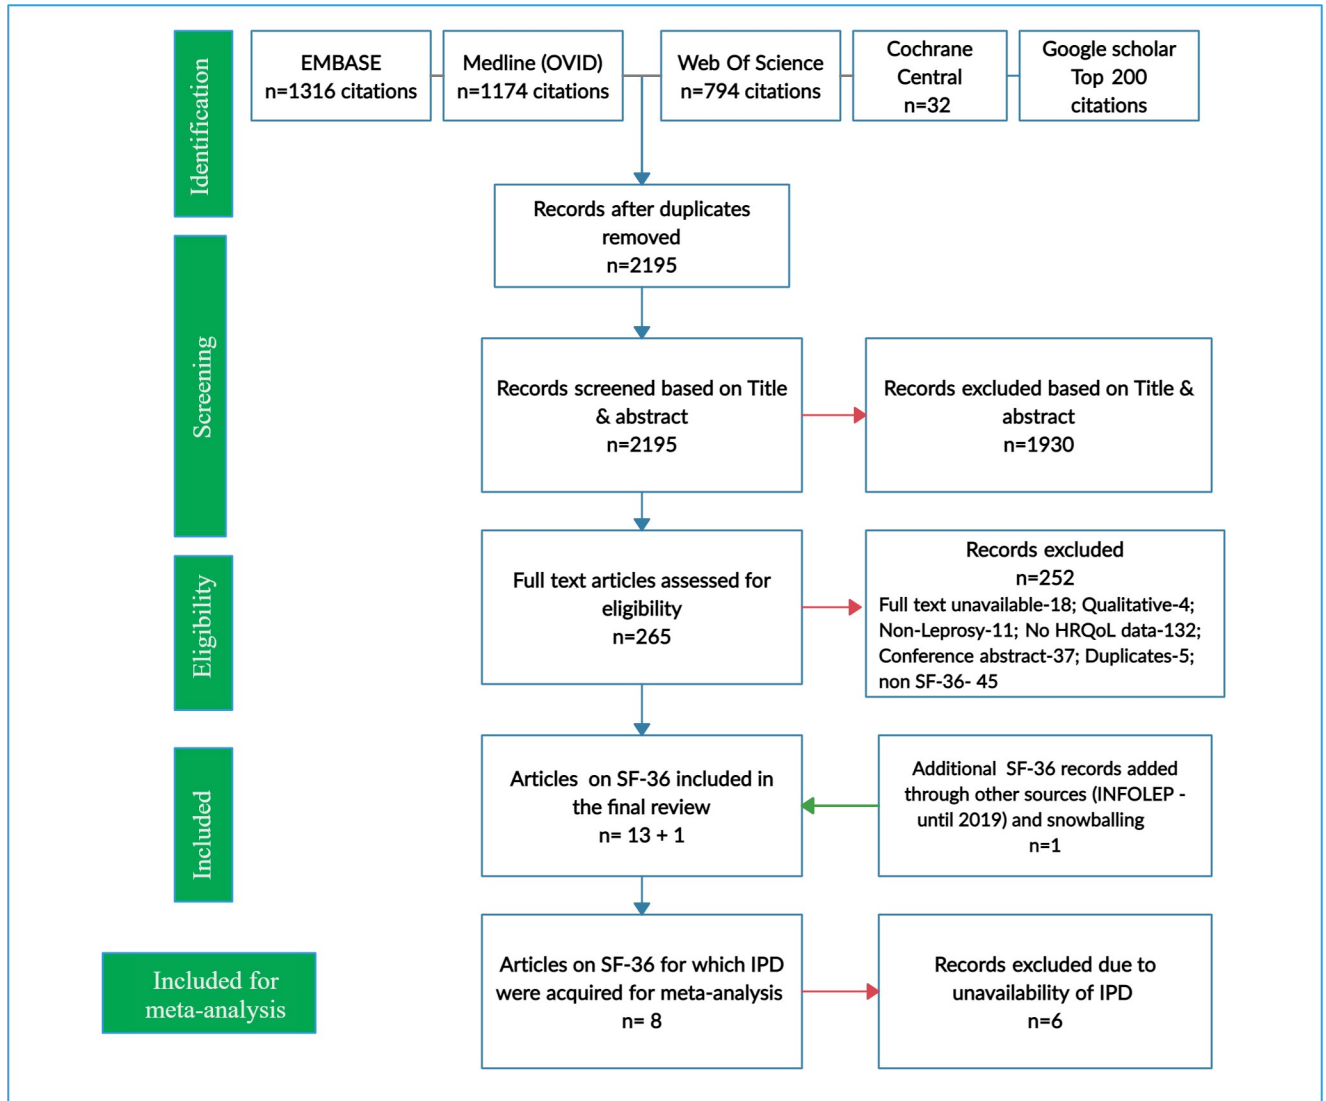 Identification
EMBASE
n=1316 citations
Medline (OVID)
n=1174 citations
Web Of Science
n=794 citations
Cochrane
Central
n=32
Google scholar
Top 200
citations
Records after duplicates
removed
n=2195
Screening
Records screened based on Title
& abstract
n=2195
Records excluded based on Title &
abstract
n=1930
Eligibility
Full text articles assessed for
eligibility
n=265
Records excluded
n=252
Full text unavailable-18; Qualitative-4;
Non-Leprosy-11; No HRQoL data-132;
Conference abstract-37; Duplicates-5;
non SF-36- 45
Included
Articles on SF-36 included in
the final review
n= 13 + 1
Additional SF-36 records added
through other sources (INFOLEP -
until 2019) and snowballing
n=1
Included for
meta-analysis
Articles on SF-36 for which IPD
were acquired for meta-analysis
n= 8
Records excluded due to
unavailability of IPD
n=6